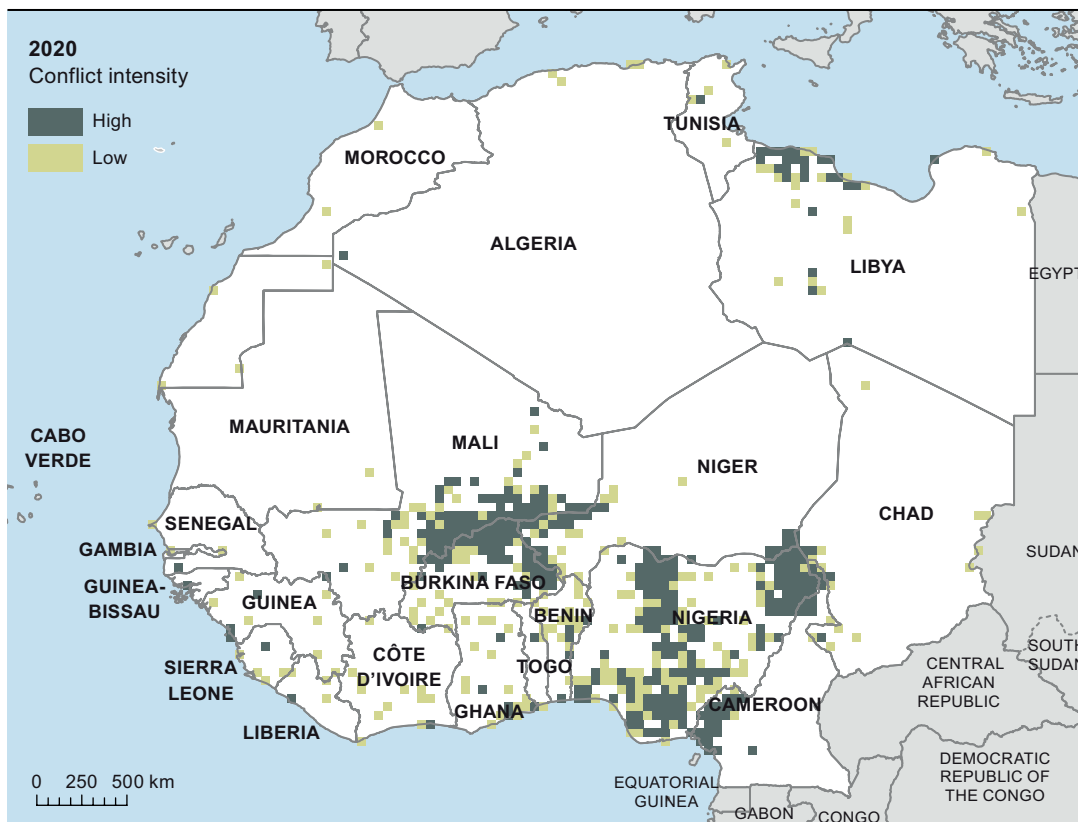 2020
Conflict intensity
High
Low
TUNISIA
MOROCCO
ALGERIA
LIBYA
EGYPT
MAURITANIA
CABO
VERDE
MALI
NIGER
CHAD
SENEGAL
GAMBIA
SUDAN
GUINEA-
BISSAU
BURKINA FASO
GUINEA
BENIN
NIGERIA
SOUTH
SUDAN
CÔTE
D'IVOIRE
TOGO
SIERRA
LEONE
CENTRAL
AFRICAN
REPUBLIC
GHANA
CAMEROON
LIBERIA
0 250 500 km
EQUATORIAL
GUINEA
DEMOCRATIC
REPUBLIC OF
THE CONGO
GABON
CONGO